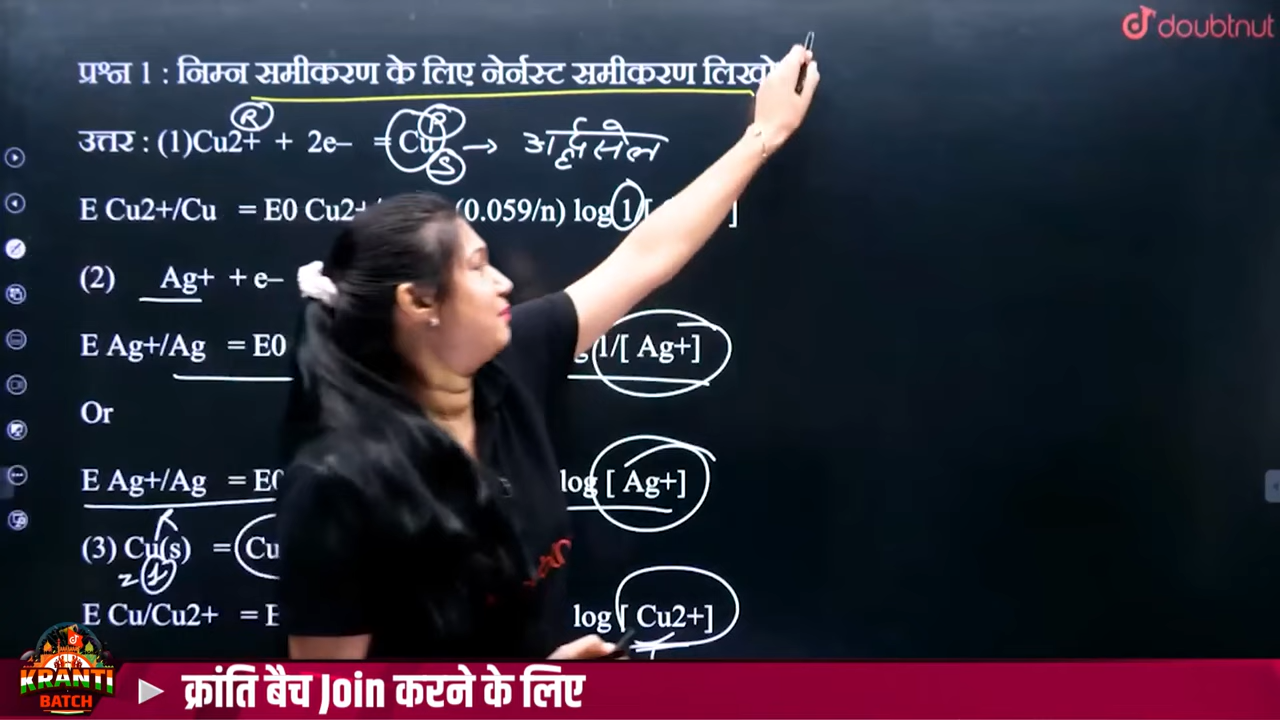 doubtnut
प्रश्न 1 : निम्न समीकरण के लिए नेर्नस्ट समीकरण लिखो
उत्तर : (1)Cu2+ + 2e– = Cu → अर्द्धसेल
R R
S
E Cu2+/Cu = E0 Cu2+/ (0.059/n) log 1/[ ]
(2) Ag+ + e–
E Ag+/Ag = E0 1/[ Ag+]
Or
E Ag+/Ag = E0 log [ Ag+]
(3) Cu(s) = Cu
= 1
E Cu/Cu2+ = E log [ Cu2+]
KRANTI
BATCH
क्रांति बैच Join करने के लिए